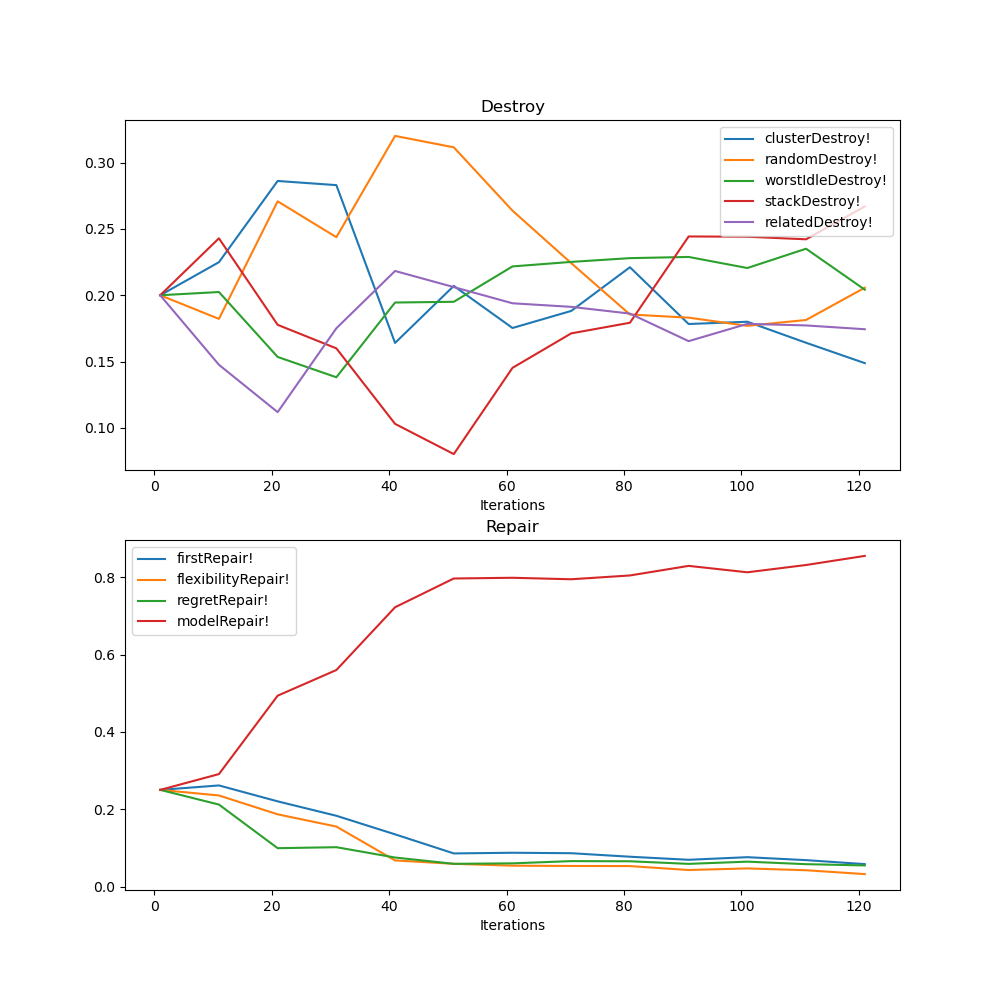 Destroy
clusterDestroy!
randomDestroy!
worstIdleDestroy!
stackDestroy!
relatedDestroy!
0.30
0.25
0.20
0.15
0.10
0 20 40 60 80 100 120
Iterations
Repair
firstRepair!
flexibilityRepair!
regretRepair!
modelRepair!
0.8
0.6
0.4
0.2
0.0
0 20 40 60 80 100 120
Iterations